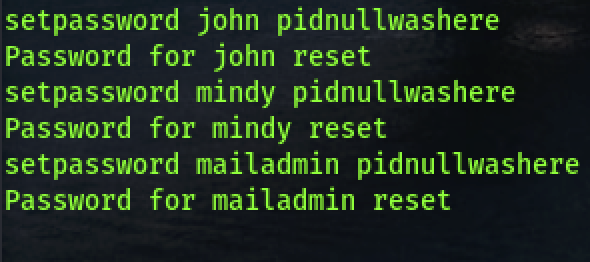 setpassword john pidnullwashere
Password for john reset
setpassword mindy pidnullwashere
Password for mindy reset
setpassword mailadmin pidnullwashere
Password for mailadmin reset